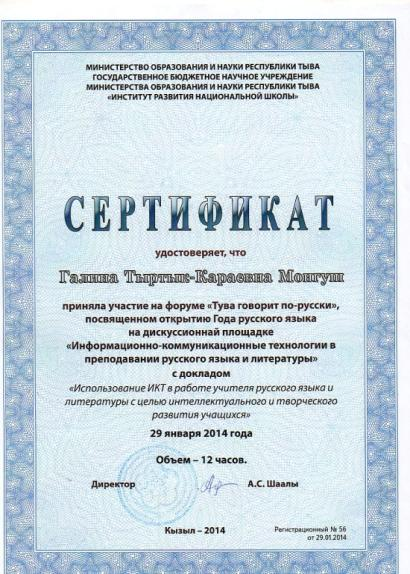 МИНИСТЕРСТВО ОБРАЗОВАНИЯ И НАУКИ РЕСПУБЛИКИ ТЫВА
ГОСУДАРСТВЕННОЕ БЮДЖЕТНОЕ НАУЧНОЕ УЧРЕЖДЕНИЕ
МИНИСТЕРСТВА ОБРАЗОВАНИЯ И НАУКИ РЕСПУБЛИКИ ТЫВА
«ИНСТИТУТ РАЗВИТИЯ НАЦИОНАЛЬНОЙ ШКОЛЫ»
СЕРТИФИКАТ
удостоверяет, что
Галина Тыртык-Караевна Монгуш
приняла участие на форуме «Тува говорит по-русски»,
посвященном открытию Года русского языка
на дискуссионнай площадке
«Информационно-коммуникационные технологии в
преподавании русского языка и литературы»
с докладом
«Использование ИКТ в работе учителя русского языка и
литературы с целью интеллектуального и творческого
развития учащихся»
29 января 2014 года
Объем – 12 часов.
Директор А.С. Шаалы
Кызыл – 2014
Регистрационный № 56
от 29.01.2014